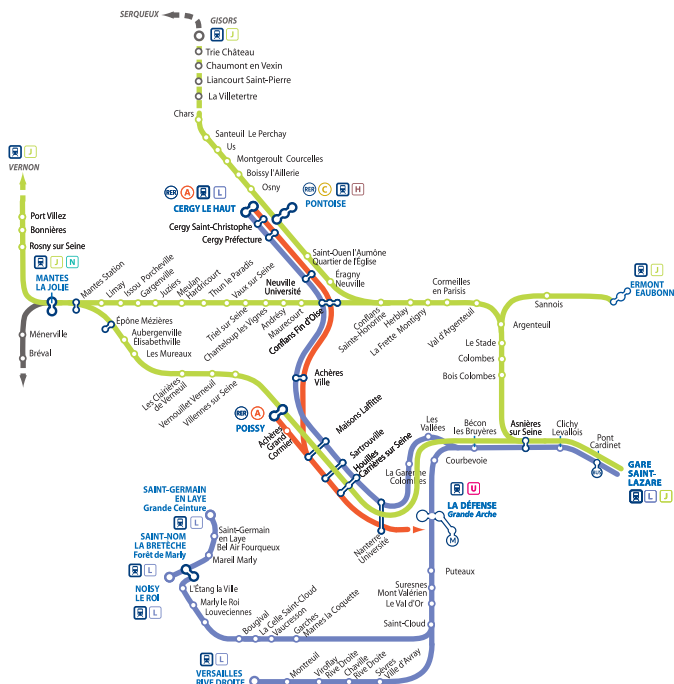 SERQUEUX
GISORS
J
Trie Château
Chaumont en Vexin
Liancourt Saint-Pierre
La Villetertre
Chars
Santeuil Le Perchay
Us
Montgeroult Courcelles
Boissy l'Aillerie
Osny
J
VERNON
RER A L
CERGY LE HAUT
RER C H
PONTOISE
Cergy Saint-Christophe
Cergy Préfecture
Port Villez
Bonnières
Rosny sur Seine
J N
MANTES
LA JOLIE
Saint-Ouen l'Aumône
Quartier de l'Église
Éragny
Neuville
Neuville
Université
J
ERMONT
EAUBONNE
Mantes Station
Limay
Issou Porcheville
Gargenville
Juziers
Meulan
Hardricourt
Thun le Paradis
Vaux sur Seine
Triel sur Seine
Chanteloup les Vignes
Andrésy
Maurecourt
Conflans Fin d'Oise
Conflans
Sainte-Honorine
Herblay
La Frette Montigny
Cormeilles
en Parisis
Val d'Argenteuil
Sannois
Argenteuil
Le Stade
Colombes
Bois Colombes
Ménerville
Bréval
Épône Mézières
Aubergenville
Élisabethville
Les Mureaux
Les Clairières
de Verneuil
Vernouillet Verneuil
Villennes sur Seine
Achères
Ville
RER A
POISSY
Achères
Grand
Cormier
Maisons Laffitte
Sartrouville
Houilles
Carrières sur Seine
La Garenne
Colombes
Les
Vallées
Bécon
les Bruyères
Courbevoie
Asnières
sur Seine
Clichy
Levallois
Pont
Cardinet
BUS
GARE
SAINT-
LAZARE
L J
U
LA DÉFENSE
Grande Arche
M
Nanterre
Université
SAINT-GERMAIN
EN LAYE
Grande Ceinture
L
SAINT-NOM
LA BRETÈCHE
Forêt de Marly
L
NOISY
LE ROI
L
Saint-Germain
en Laye
Bel Air Fourqueux
Mareil Marly
L'Étang la Ville
Marly le Roi
Louveciennes
Bougival
La Celle Saint-Cloud
Vaucresson
Garches
Marnes la Coquette
Puteaux
Suresnes
Mont Valérien
Le Val d'Or
Saint-Cloud
L
VERSAILLES
RIVE DROITE
Montreuil
Viroflay
Rive Droite
Chaville
Rive Droite
Sèvres
Ville d'Avray